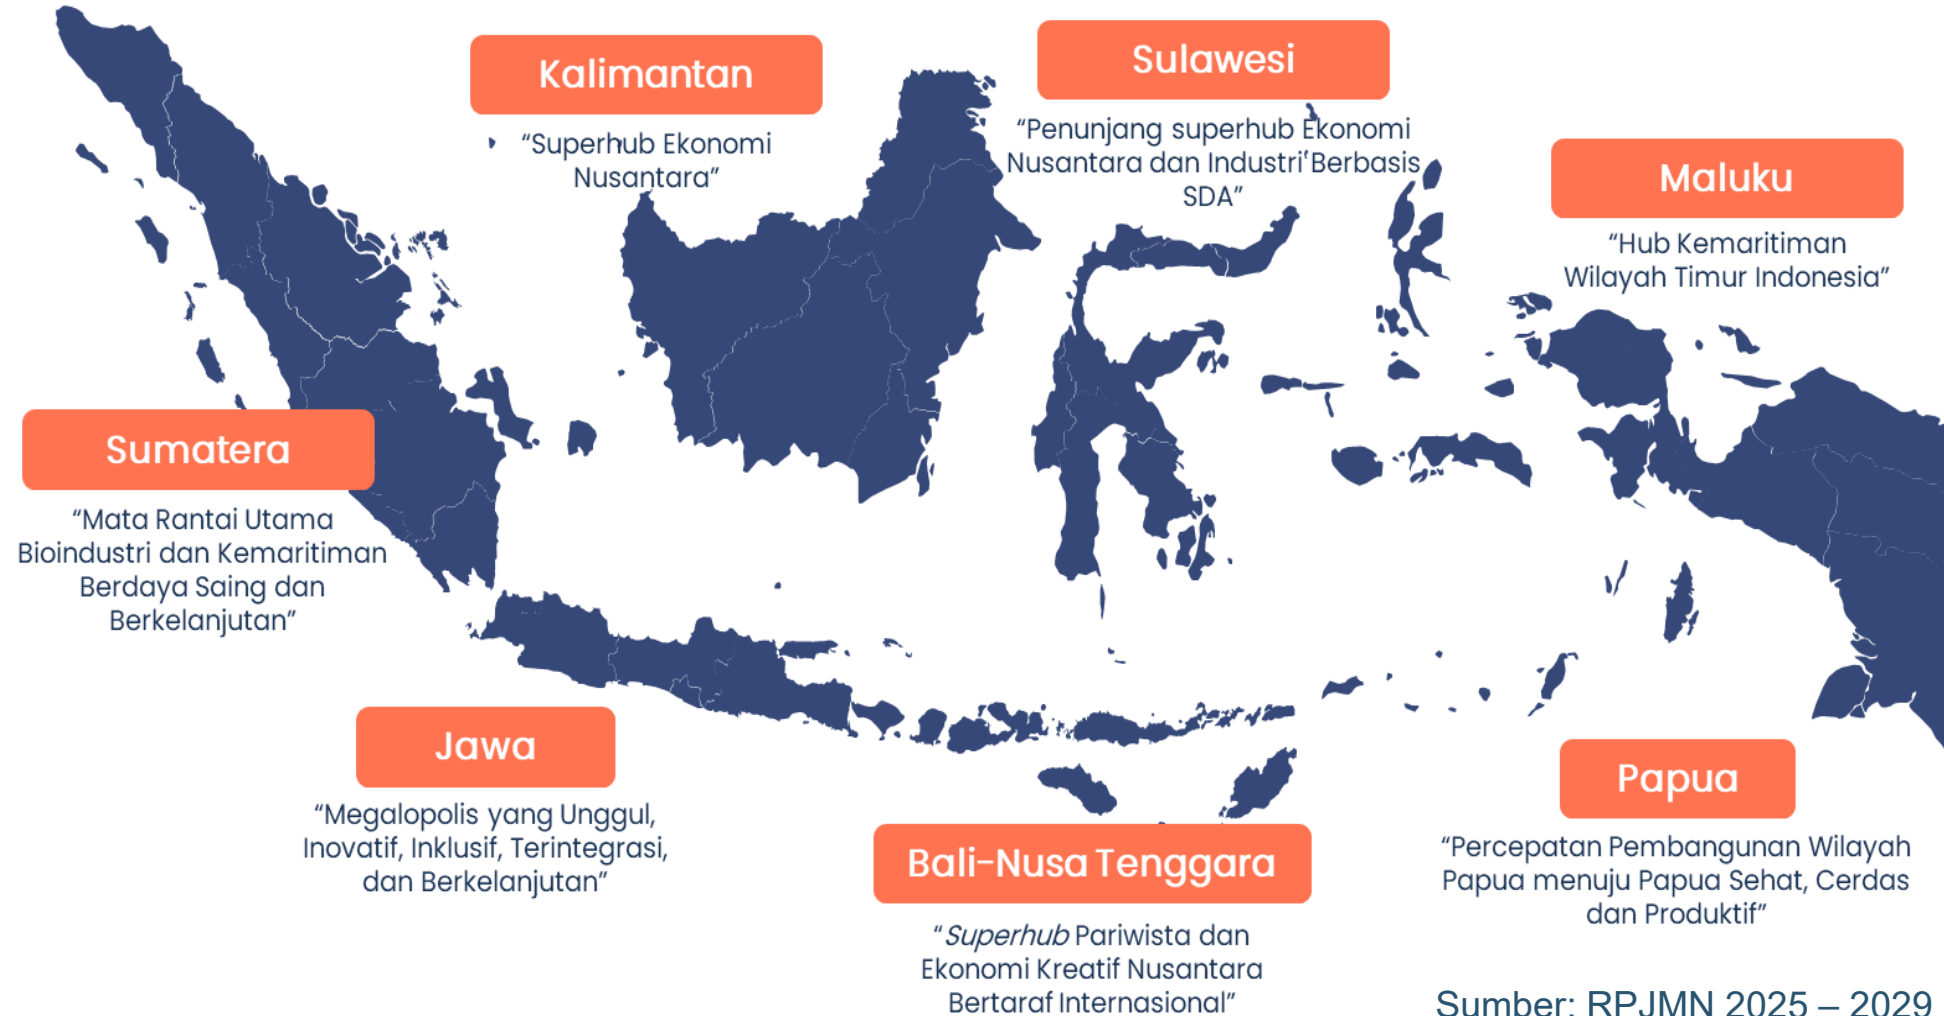 Kalimantan
“Superhub Ekonomi
Nusantara”
Sulawesi
“Penunjang superhub Ekonomi
Nusantara dan Industri Berbasis
SDA”
Maluku
“Hub Kemaritiman
Wilayah Timur Indonesia”
Sumatera
“Mata Rantai Utama
Bioindustri dan Kemaritiman
Berdaya Saing dan
Berkelanjutan”
Jawa
“Megalopolis yang Unggul,
Inovatif, Inklusif, Terintegrasi,
dan Berkelanjutan”
Bali-Nusa Tenggara
“Superhub Pariwista dan
Ekonomi Kreatif Nusantara
Bertaraf Internasional”
Papua
“Percepatan Pembangunan Wilayah
Papua menuju Papua Sehat, Cerdas
dan Produktif”
Sumber: RPJMN 2025 – 2029